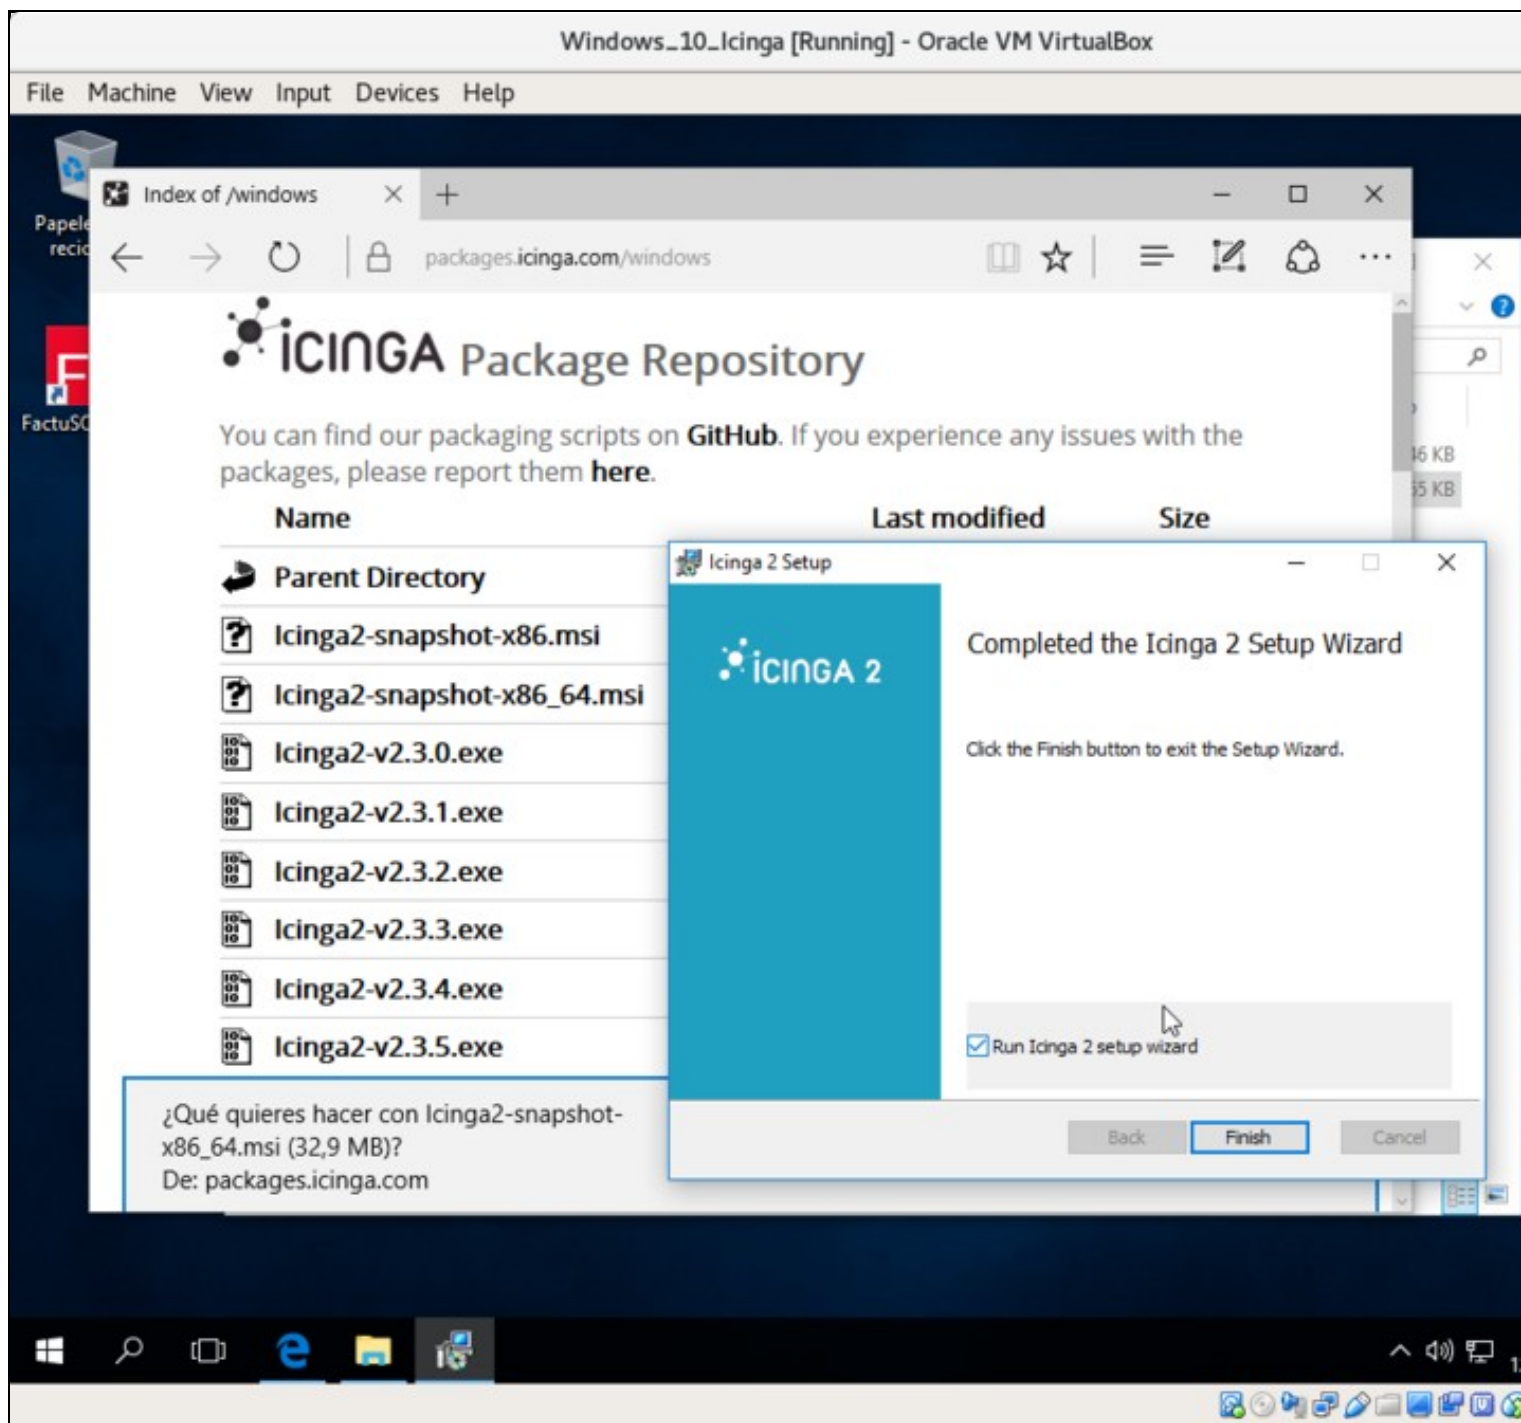 Windows_10_Icinga [Running] - Oracle VM VirtualBox
File Machine View Input Devices Help
Index of /windows
packages.icinga.com/windows
ICINGA Package Repository
You can find our packaging scripts on GitHub. If you experience any issues with the
packages, please report them here.
Name Last modified Size
Parent Directory
Icinga2-snapshot-x86.msi
Icinga2-snapshot-x86_64.msi
Icinga2-v2.3.0.exe
Icinga2-v2.3.1.exe
Icinga2-v2.3.2.exe
Icinga2-v2.3.3.exe
Icinga2-v2.3.4.exe
Icinga2-v2.3.5.exe
¿Qué quieres hacer con Icinga2-snapshot-
x86_64.msi (32,9 MB)?
De: packages.icinga.com
Icinga 2 Setup
ICINGA 2
Completed the Icinga 2 Setup Wizard
Click the Finish button to exit the Setup Wizard.
Run Icinga 2 setup wizard
Back Finish Cancel
KB
KB